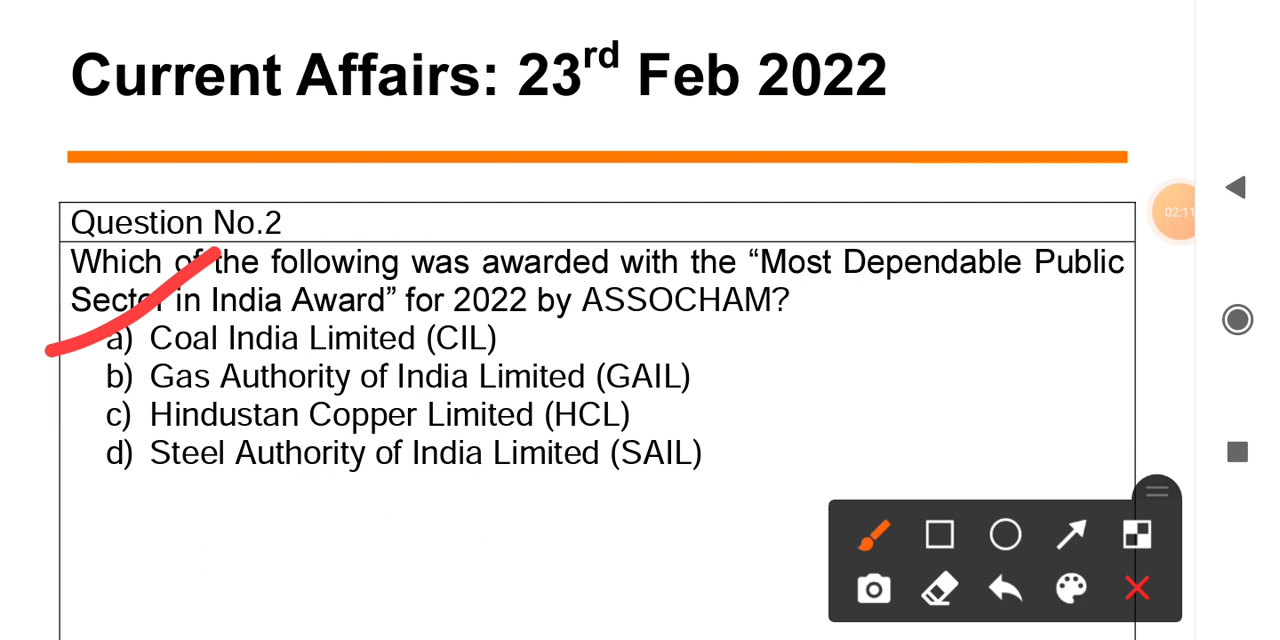 Current Affairs: 23rd Feb 2022
Question No.2
Which of the following was awarded with the “Most Dependable Public
Sector in India Award” for 2022 by ASSOCHAM?
a) Coal India Limited (CIL)
b) Gas Authority of India Limited (GAIL)
c) Hindustan Copper Limited (HCL)
d) Steel Authority of India Limited (SAIL)
02:11